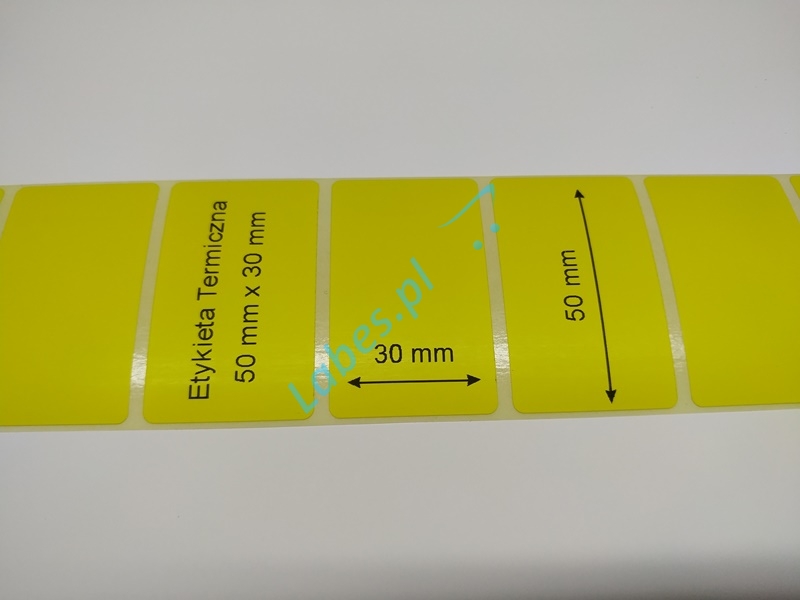 Etykieta Termiczna
50 mm x 30 mm
30 mm
50 mm
Labes.pl